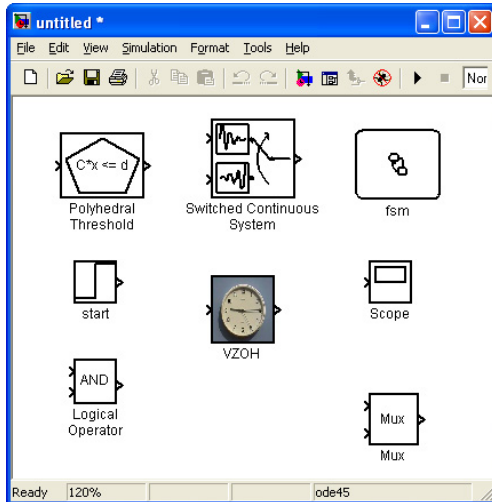 untitled *
File Edit View Simulation Format Tools Help
Nor
C*x <= d
Polyhedral
Threshold
Switched Continuous
System
fsm
start
VZOH
Scope
AND
Logical
Operator
Mux
Mux
Ready 120% ode45